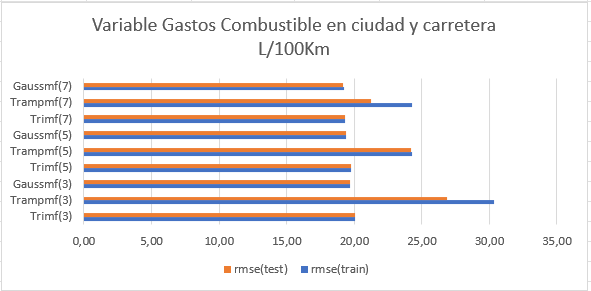 Variable Gastos Combustible en ciudad y carretera
L/100Km
Gaussmf(7)
Trampmf(7)
Trimf(7)
Gaussmf(5)
Trampmf(5)
Trimf(5)
Gaussmf(3)
Trampmf(3)
Trimf(3)
0,00 5,00 10,00 15,00 20,00 25,00 30,00 35,00
rmse(test) rmse(train)